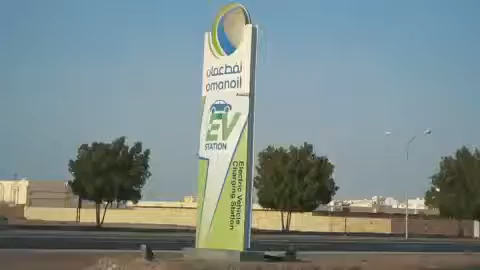 نفط عمان
omanoil
EV
STATION
Electric Vehicle
Charging Station